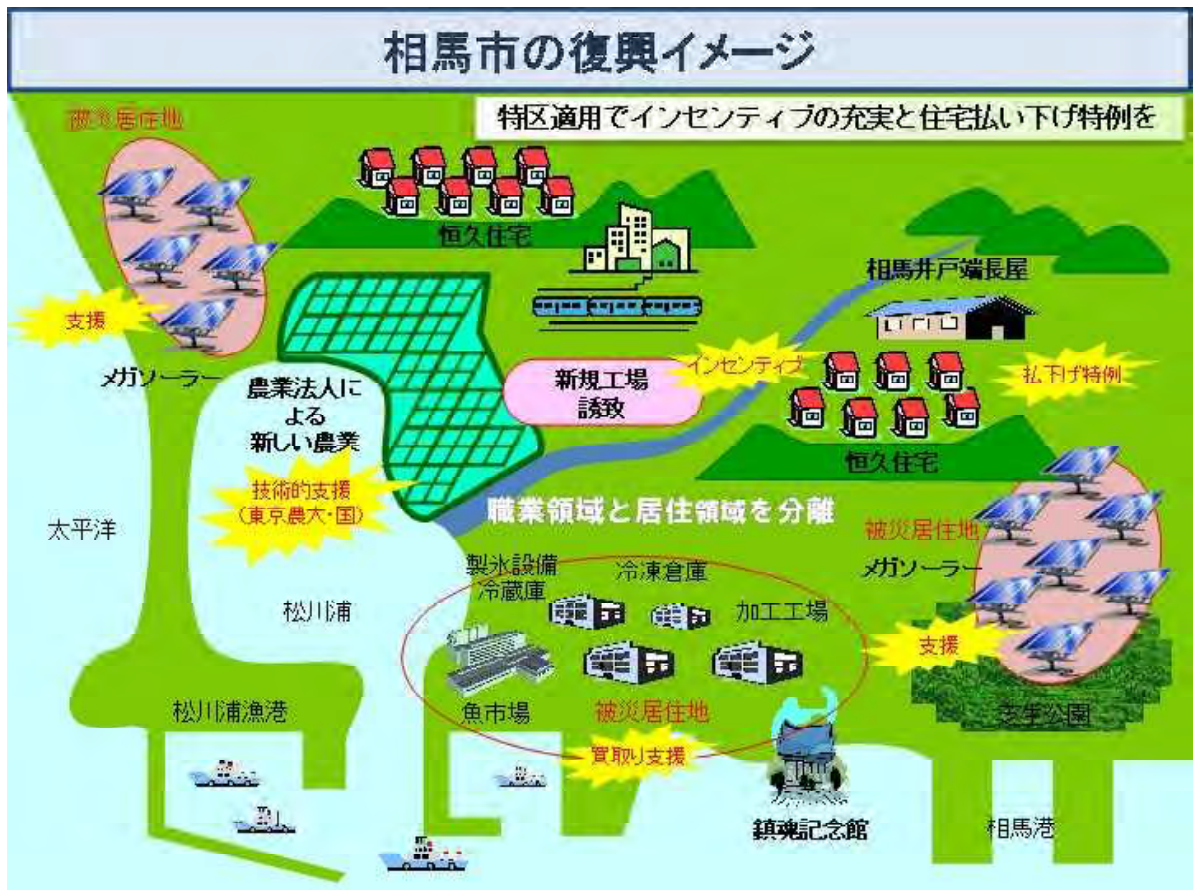 相馬市の復興イメージ
特区適用でインセンティブの充実と住宅払い下げ特例を
被災居住地
恒久住宅
相馬井戸端長屋
支援
メガソーラー
農業法人に
よる
新しい農業
新規工場
誘致
インセンティブ
払下げ特例
恒久住宅
技術的支援
(東京農大・国)
職業領域と居住領域を分離
太平洋
被災居住地
メガソーラー
製氷設備
冷蔵庫
冷凍倉庫
加工工場
松川浦
支援
松川浦漁港
魚市場
被災居住地
芝生公園
買取り支援
鎮魂記念館
相馬港